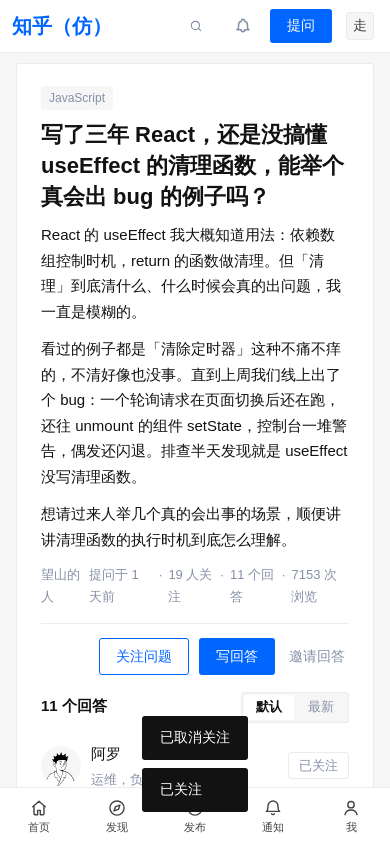 知乎（仿）
提问
走
JavaScript
写了三年 React，还是没搞懂
useEffect 的清理函数，能举个
真会出 bug 的例子吗？
React 的 useEffect 我大概知道用法：依赖数
组控制时机，return 的函数做清理。但「清
理」到底清什么、什么时候会真的出问题，我
一直是模糊的。
看过的例子都是「清除定时器」这种不痛不痒
的，不清好像也没事。直到上周我们线上出了
个 bug：一个轮询请求在页面切换后还在跑，
还往 unmount 的组件 setState，控制台一堆警
告，偶发还闪退。排查半天发现就是 useEffect
没写清理函数。
想请过来人举几个真的会出事的场景，顺便讲
讲清理函数的执行时机到底怎么理解。
望山的人 提问于 1 天前 · 19 人关注 · 11 个回答 · 7153 次浏览
关注问题 写回答 邀请回答
11 个回答 默认 最新
已取消关注
阿罗
运维，负
已关注
已关注
首页 发现 发布 通知 我